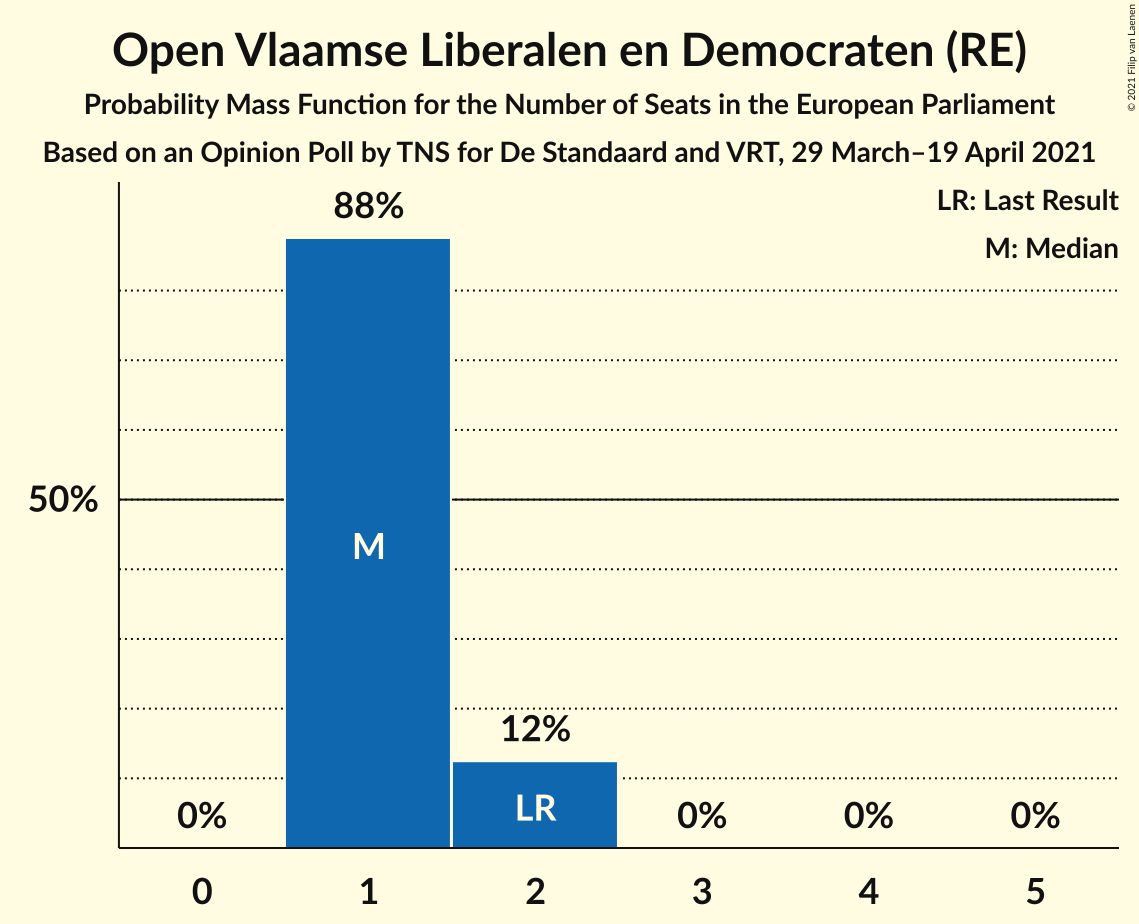 Open Vlaamse Liberalen en Democraten (RE)
Probability Mass Function for the Number of Seats in the European Parliament
Based on an Opinion Poll by TNS for De Standaard and VRT, 29 March–19 April 2021
© 2021 Filip van Laenen
LR: Last Result
M: Median
88%
50%
M
12%
LR
0%
0%
0%
0%
0
1
2
3
4
5